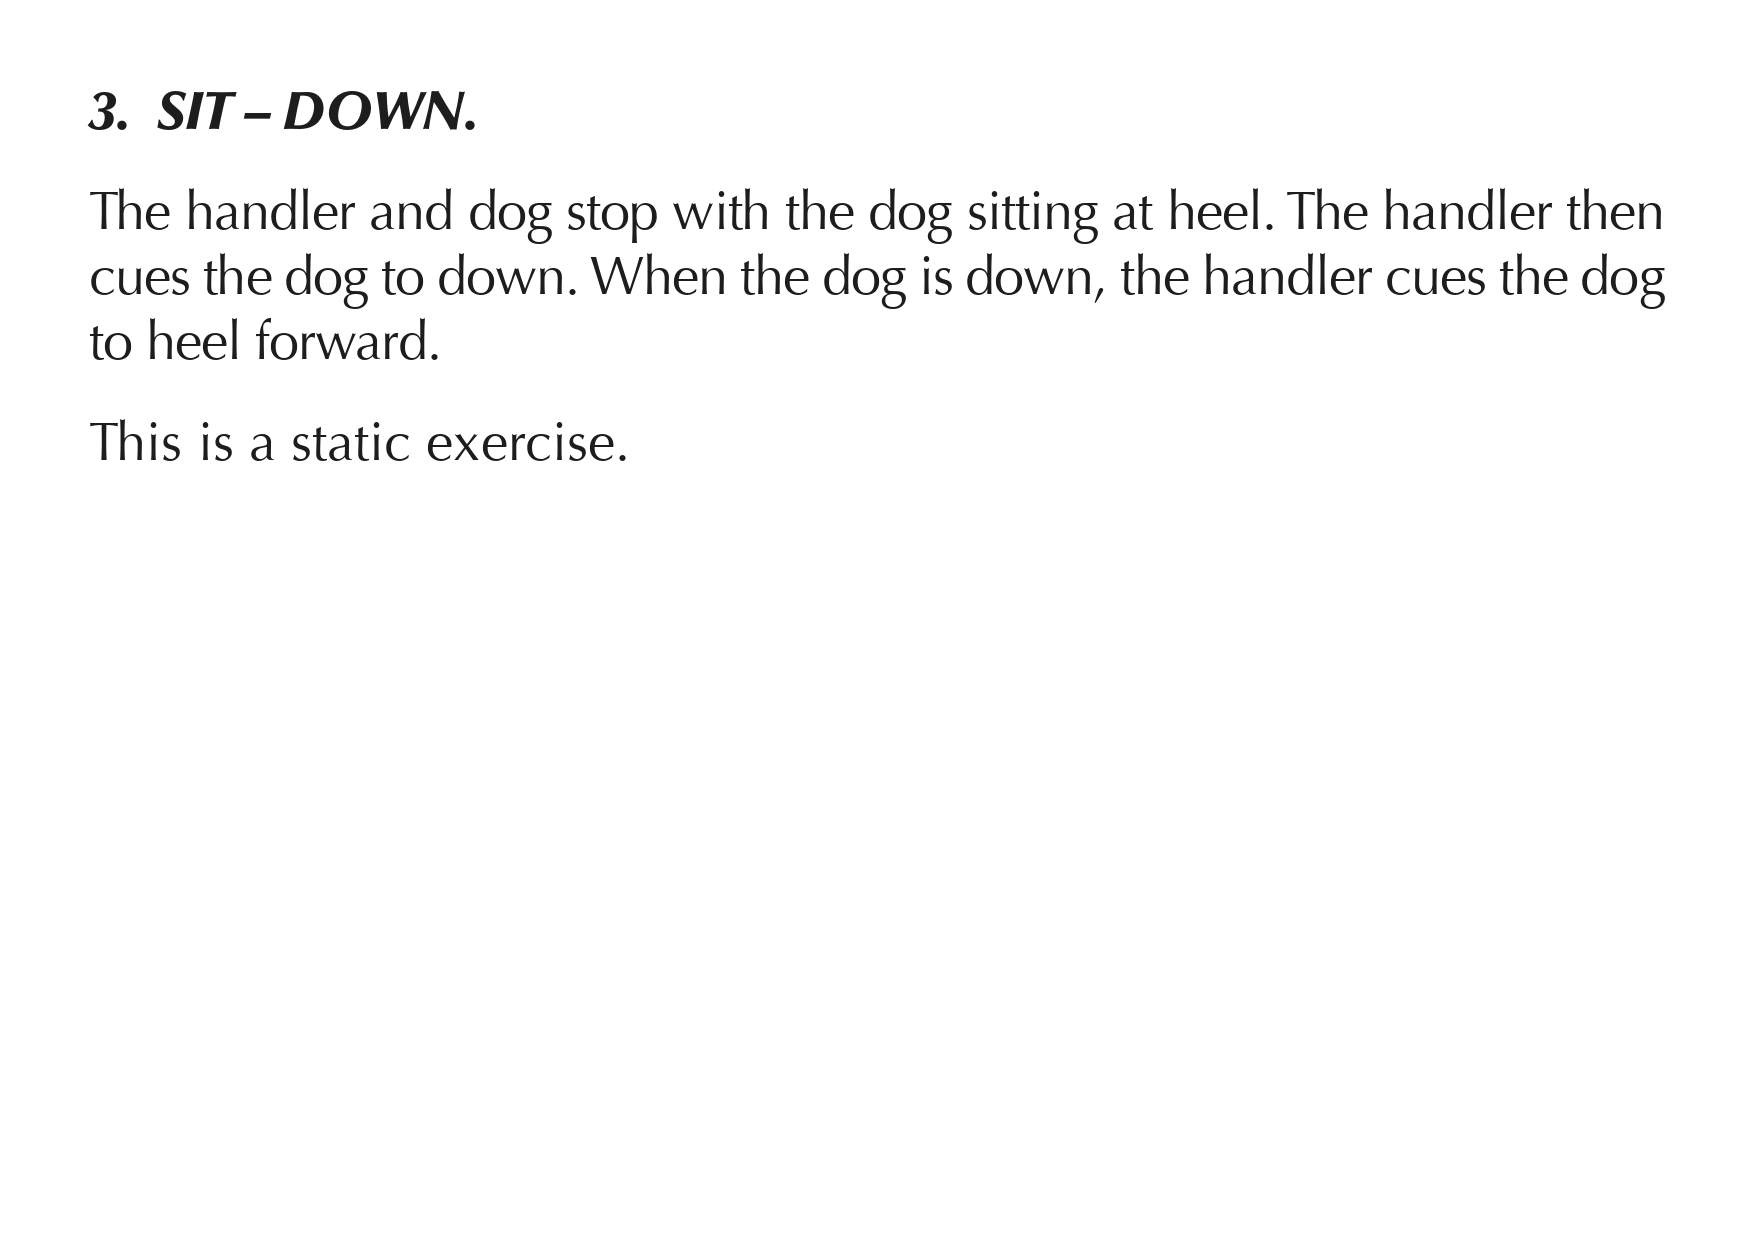 3. SIT – DOWN.
The handler and dog stop with the dog sitting at heel. The handler then
cues the dog to down. When the dog is down, the handler cues the dog
to heel forward.
This is a static exercise.